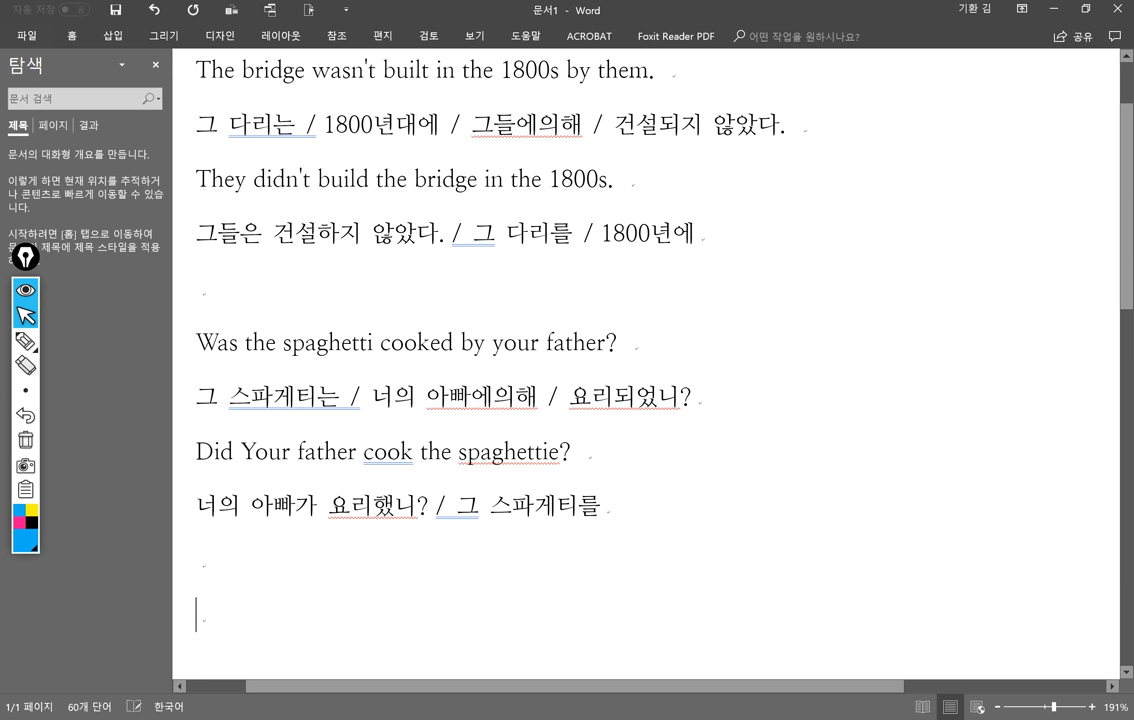 자동 저장
문서1 - Word
기환 김
파일 홈 삽입 그리기 디자인 레이아웃 참조 편지 검토 보기 도움말 ACROBAT Foxit Reader PDF 어떤 작업을 원하시나요? 공유
탐색
문서 검색
제목 페이지 결과
문서의 대화형 개요를 만듭니다.
이렇게 하면 현재 위치를 추적하거
나 콘텐츠로 빠르게 이동할 수 있습
니다.
시작하려면 [홈] 탭으로 이동하여
제목에 제목 스타일을 적용
The bridge wasn't built in the 1800s by them.
그 다리는 / 1800년대에 / 그들에의해 / 건설되지 않았다.
They didn't build the bridge in the 1800s.
그들은 건설하지 않았다. / 그 다리를 / 1800년에
Was the spaghetti cooked by your father?
그 스파게티는 / 너의 아빠에의해 / 요리되었니?
Did Your father cook the spaghettie?
너의 아빠가 요리했니? / 그 스파게티를
1/1 페이지 60개 단어 한국어
191%